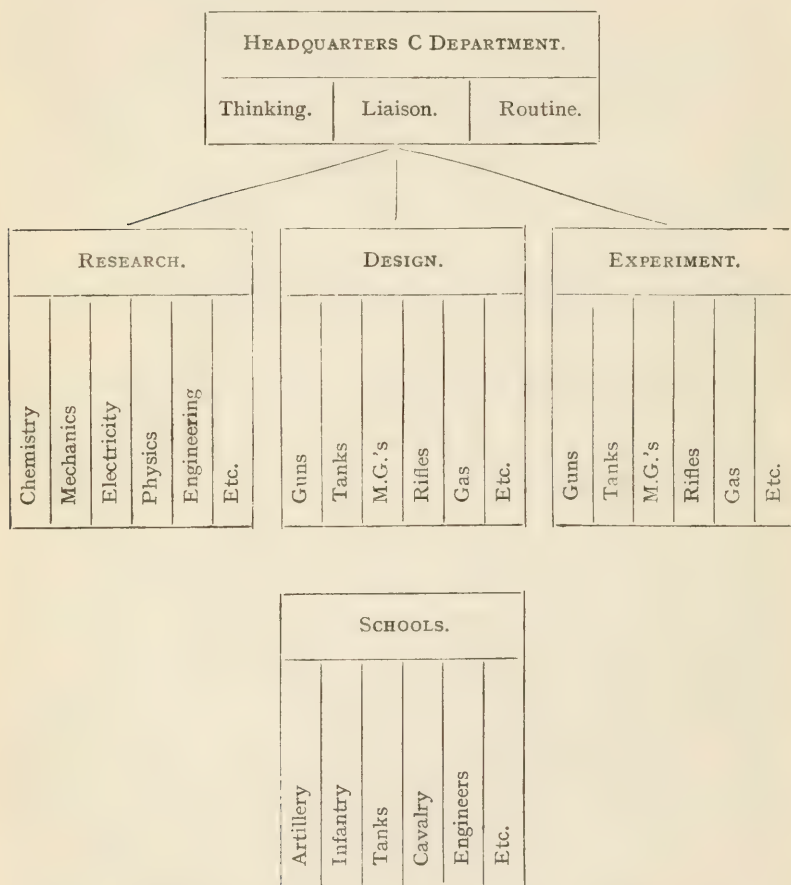 HEADQUARTERS C DEPARTMENT.
Thinking. Liaison. Routine.
RESEARCH.
Chemistry
Mechanics
Electricity
Physics
Engineering
Etc.
DESIGN.
Guns
Tanks
M.G.'s
Rifles
Gas
Etc.
EXPERIMENT.
Guns
Tanks
M.G.'s
Rifles
Gas
Etc.
SCHOOLS.
Artillery
Infantry
Tanks
Cavalry
Engineers
Etc.